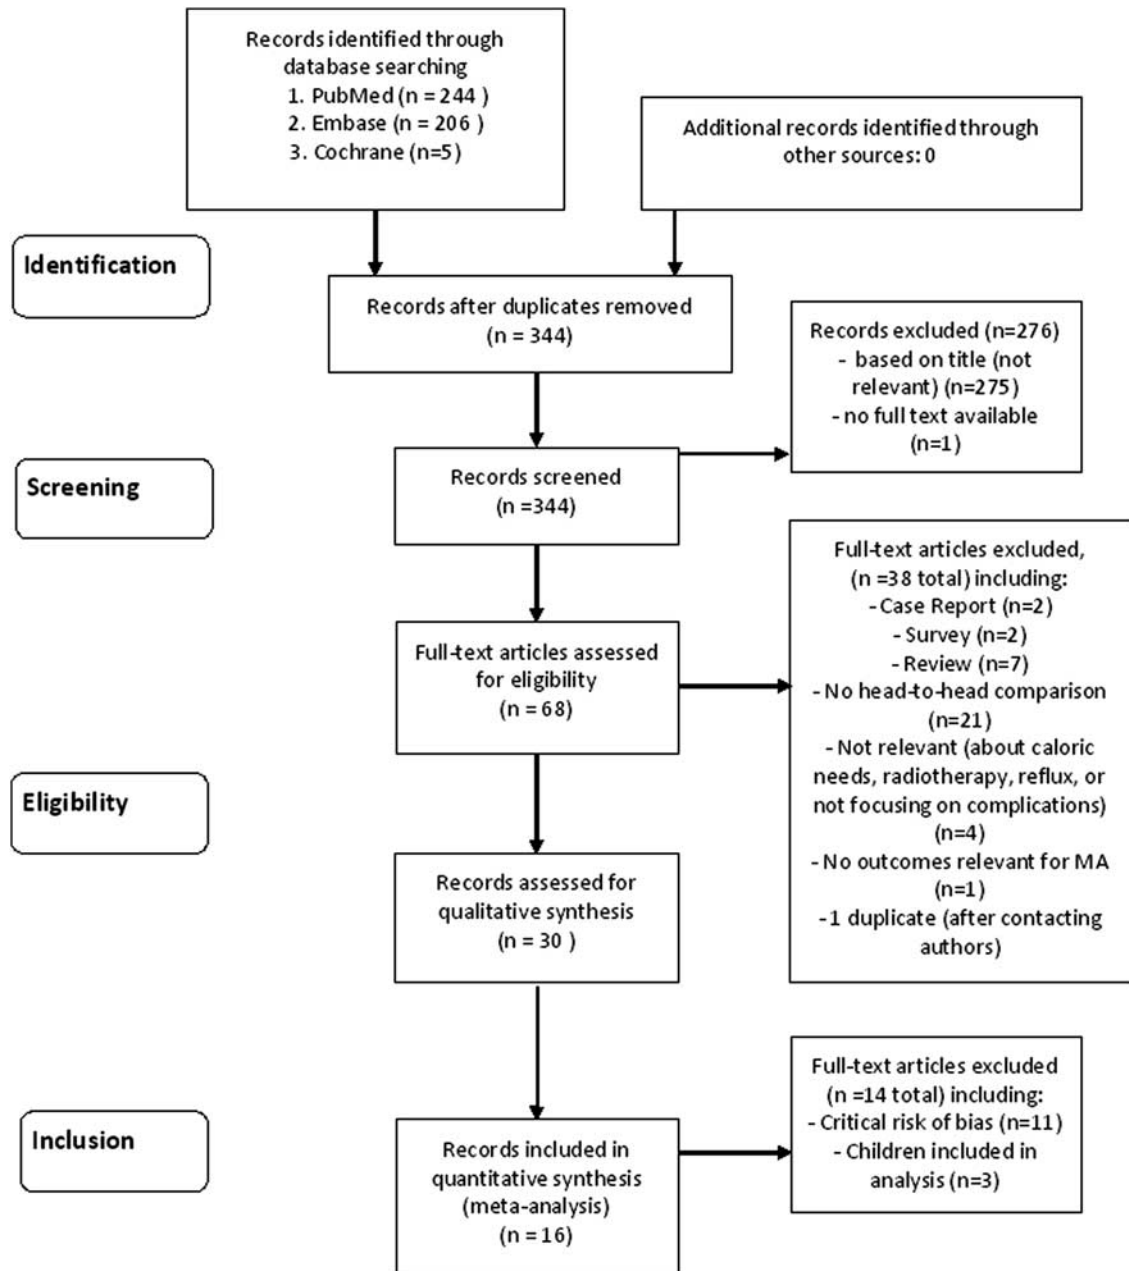 Records identified through
database searching
1. PubMed (n = 244 )
2. Embase (n = 206 )
3. Cochrane (n=5)
Additional records identified through
other sources: 0
Identification
Records after duplicates removed
(n = 344)
Records excluded (n=276)
- based on title (not
relevant) (n=275)
- no full text available
(n=1)
Screening
Records screened
(n =344)
Full-text articles excluded,
(n =38 total) including:
- Case Report (n=2)
- Survey (n=2)
- Review (n=7)
- No head-to-head comparison
(n=21)
- Not relevant (about caloric
needs, radiotherapy, reflux, or
not focusing on complications)
(n=4)
- No outcomes relevant for MA
(n=1)
-1 duplicate (after contacting
authors)
Full-text articles assessed
for eligibility
(n = 68)
Eligibility
Records assessed for
qualitative synthesis
(n = 30 )
Full-text articles excluded
(n =14 total) including:
- Critical risk of bias (n=11)
- Children included in
analysis (n=3)
Inclusion
Records included in
quantitative synthesis
(meta-analysis)
(n = 16)